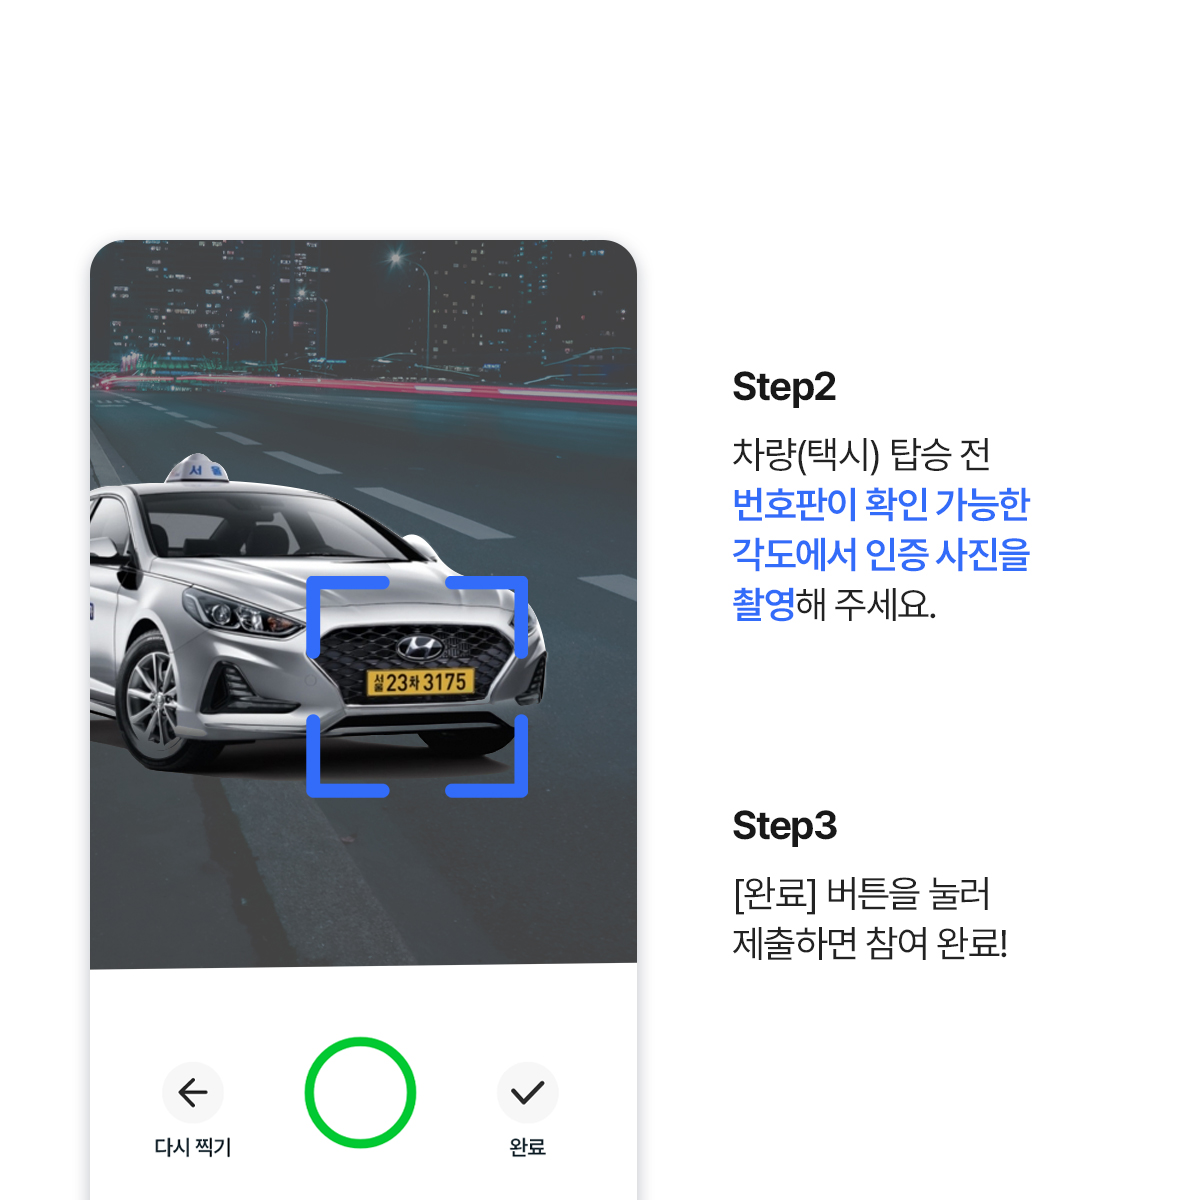 서울
서울 23차 3175
다시 찍기
완료
Step2
차량(택시) 탑승 전
번호판이 확인 가능한
각도에서 인증 사진을
촬영해 주세요.
Step3
[완료] 버튼을 눌러
제출하면 참여 완료!